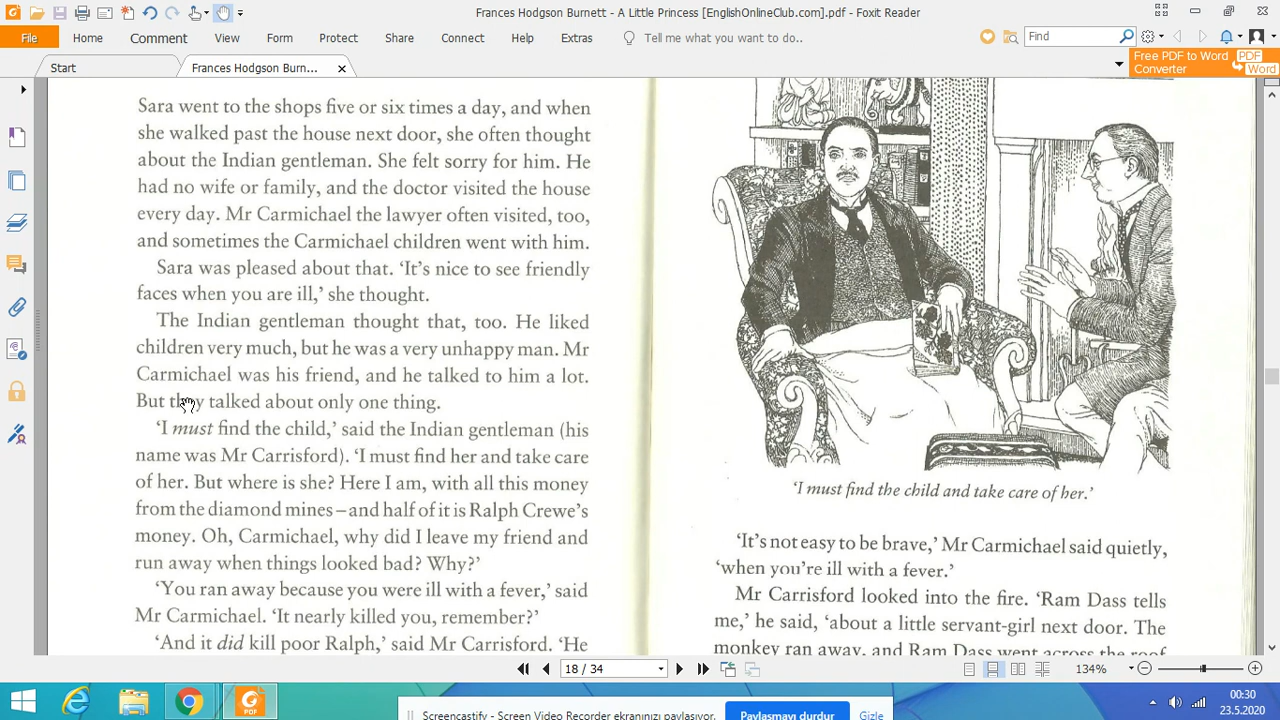 Frances Hodgson Burnett - A Little Princess [EnglishOnlineClub.com].pdf - Foxit Reader
File Home Comment View Form Protect Share Connect Help Extras Tell me what you want to do.. Find
Free PDF to Word Converter PDF Word
Start Frances Hodgson Burn...
Sara went to the shops five or six times a day, and when
she walked past the house next door, she often thought
about the Indian gentleman. She felt sorry for him. He
had no wife or family, and the doctor visited the house
every day. Mr Carmichael the lawyer often visited, too,
and sometimes the Carmichael children went with him.
Sara was pleased about that. ‘It’s nice to see friendly
faces when you are ill,’ she thought.
The Indian gentleman thought that, too. He liked
children very much, but he was a very unhappy man. Mr
Carmichael was his friend, and he talked to him a lot.
But they talked about only one thing.
‘I must find the child,’ said the Indian gentleman (his
name was Mr Carrisford). ‘I must find her and take care
of her. But where is she? Here I am, with all this money
from the diamond mines – and half of it is Ralph Crewe’s
money. Oh, Carmichael, why did I leave my friend and
run away when things looked bad? Why?’
‘You ran away because you were ill with a fever,’ said
Mr Carmichael. ‘It nearly killed you, remember?’
‘And it did kill poor Ralph,’ said Mr Carrisford. ‘He
‘I must find the child and take care of her.’
‘It’s not easy to be brave,’ Mr Carmichael said quietly,
‘when you’re ill with a fever.’
Mr Carrisford looked into the fire. ‘Ram Dass tells
me,’ he said, ‘about a little servant-girl next door. The
monkey ran away, and Ram Dass went across the roof
18 / 34
134%
PDF
Screencastify - Screen Video Recorder ekranınızı paylaşıyor. Paylaşmayı durdur Gizle
00:30
23.5.2020